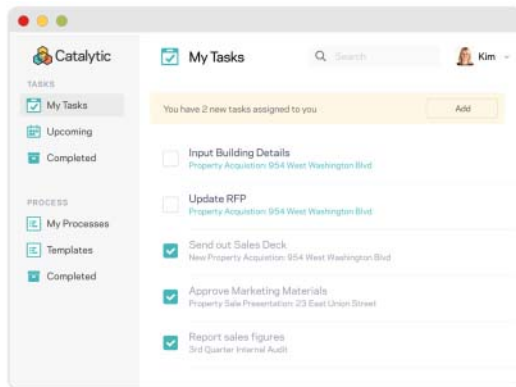 Catalytic
My Tasks
Search
Kim
TASKS
My Tasks
Upcoming
Completed
PROCESS
My Processes
Templates
Completed
You have 2 new tasks assigned to you
Add
Input Building Details
Property Acquistion: 954 West Washington Blvd
Update RFP
Property Acquistion: 954 West Washington Blvd
Send out Sales Deck
New Property Acquistion: 954 West Washington Blvd
Approve Marketing Materials
Property Sale Presentation: 23 East Union Street
Report sales figures
3rd Quarter Internal Audit